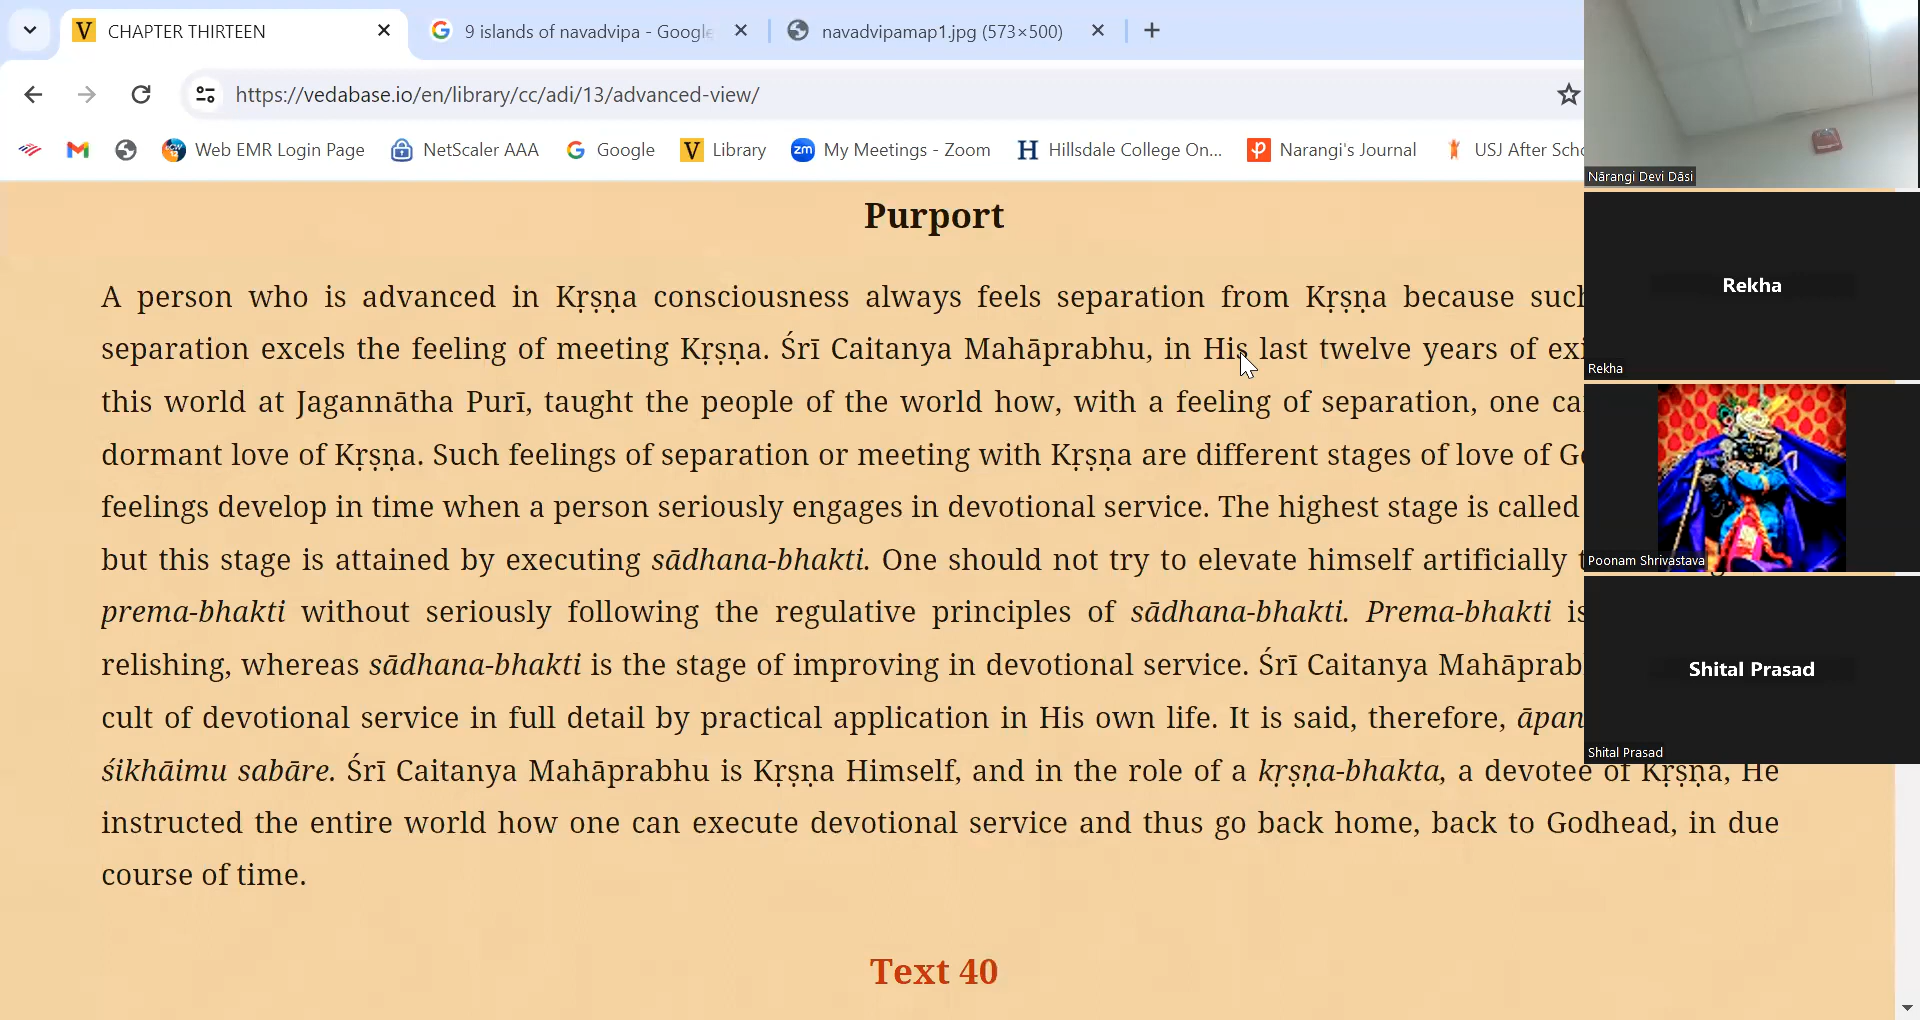 CHAPTER THIRTEEN
9 islands of navadvipa - Google
navadvipamap1.jpg (573×500)
https://vedabase.io/en/library/cc/adi/13/advanced-view/
Web EMR Login Page
NetScaler AAA
Google
Library
My Meetings - Zoom
Hillsdale College On...
Narangi's Journal
USJ After Scho
Purport
A person who is advanced in Kṛṣṇa consciousness always feels separation from Kṛṣṇa because such
separation excels the feeling of meeting Kṛṣṇa. Śrī Caitanya Mahāprabhu, in His last twelve years of exi
this world at Jagannātha Purī, taught the people of the world how, with a feeling of separation, one ca
dormant love of Kṛṣṇa. Such feelings of separation or meeting with Kṛṣṇa are different stages of love of Go
feelings develop in time when a person seriously engages in devotional service. The highest stage is called
but this stage is attained by executing sādhana-bhakti. One should not try to elevate himself artificially
prema-bhakti without seriously following the regulative principles of sādhana-bhakti. Prema-bhakti is
relishing, whereas sādhana-bhakti is the stage of improving in devotional service. Śrī Caitanya Mahāprab
cult of devotional service in full detail by practical application in His own life. It is said, therefore, āpan
śikhāimu sabāre. Śrī Caitanya Mahāprabhu is Kṛṣṇa Himself, and in the role of a kṛṣṇa-bhakta, a devotee of Kṛṣṇa, He
instructed the entire world how one can execute devotional service and thus go back home, back to Godhead, in due
course of time.
Text 40
Nārangi Devi Dāsi
Rekha
Rekha
Poonam Shrivastava
Shital Prasad
Shital Prasad